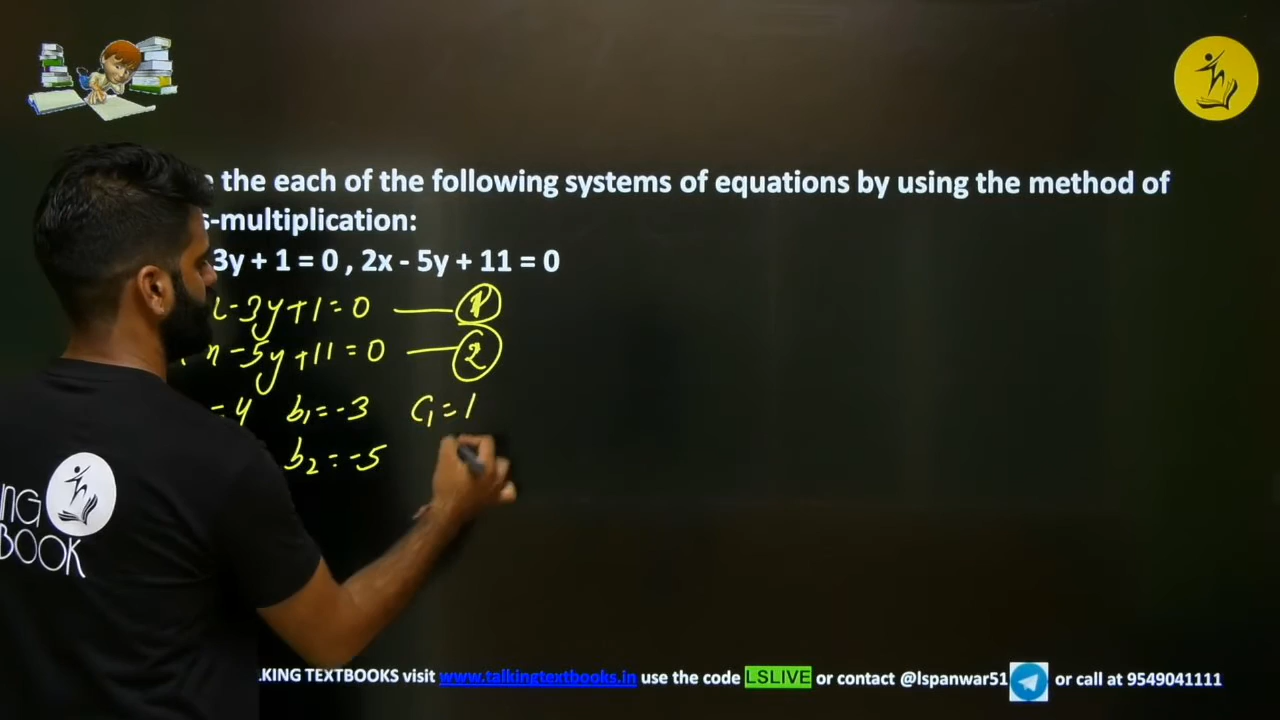 the each of the following systems of equations by using the method of
s-multiplication:
3y + 1 = 0 , 2x - 5y + 11 = 0
-3y+1=0 1
-5y+11=0 2
=4 b₁=-3 C₁=1
b₂=-5
NG
BOOK
LKING TEXTBOOKS visit www.talkingtextbooks.in use the code LSLIVE or contact @lspanwar51 or call at 9549041111